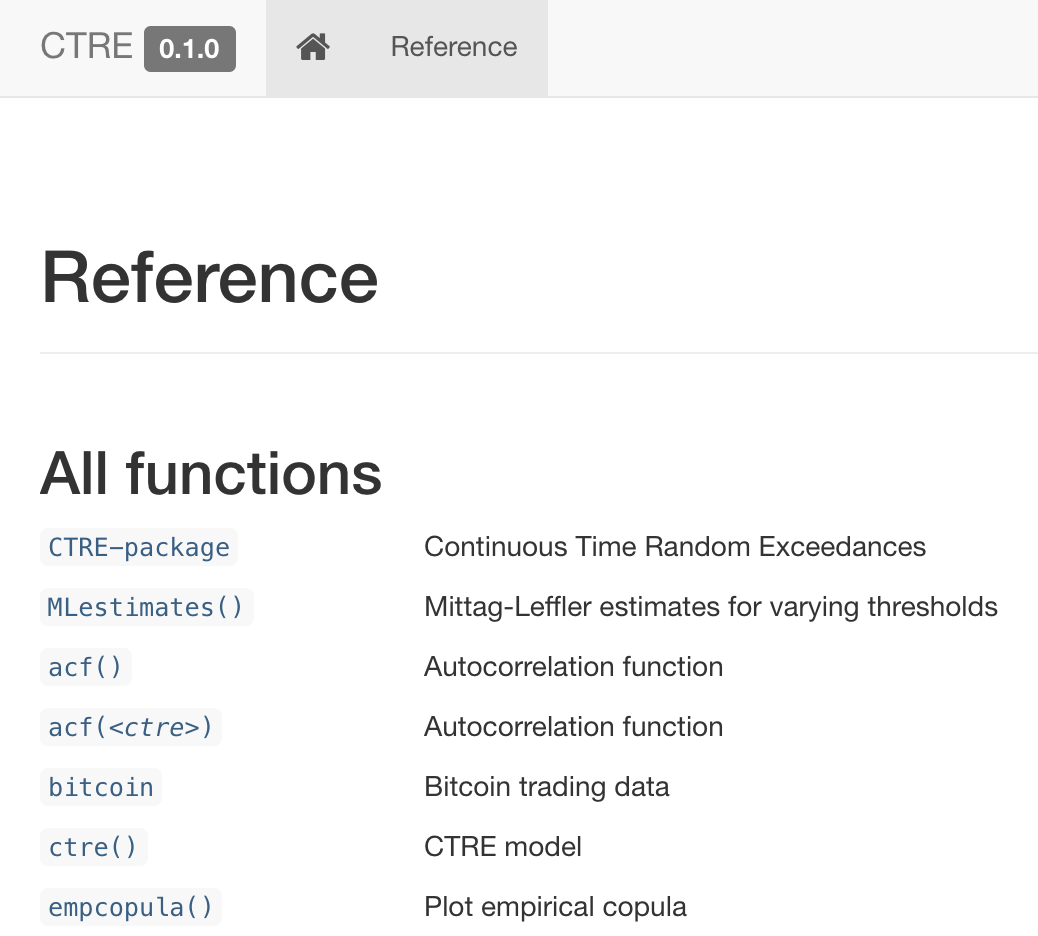 CTRE 0.1.0 Reference
Reference
All functions
CTRE-package Continuous Time Random Exceedances
MLestimates() Mittag-Leffler estimates for varying thresholds
acf() Autocorrelation function
acf(<ctre>) Autocorrelation function
bitcoin Bitcoin trading data
ctre() CTRE model
empcopula() Plot empirical copula